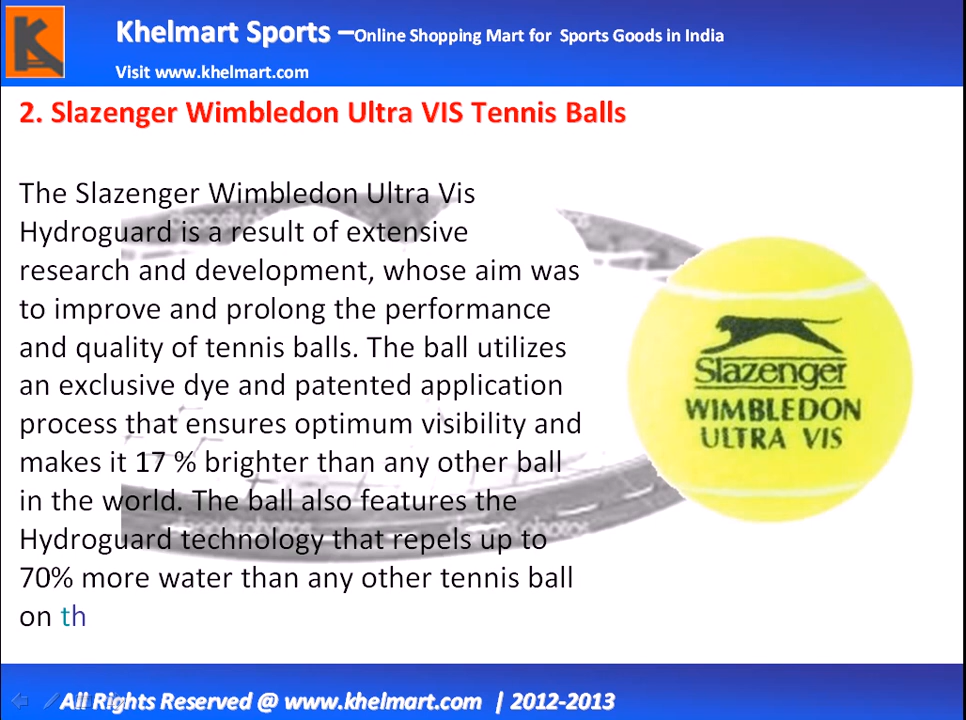 Khelmart Sports –Online Shopping Mart for Sports Goods in India
Visit www.khelmart.com
2. Slazenger Wimbledon Ultra VIS Tennis Balls
The Slazenger Wimbledon Ultra Vis
Hydroguard is a result of extensive
research and development, whose aim was
to improve and prolong the performance
and quality of tennis balls. The ball utilizes
an exclusive dye and patented application
process that ensures optimum visibility and
makes it 17 % brighter than any other ball
in the world. The ball also features the
Hydroguard technology that repels up to
70% more water than any other tennis ball
on th
Slazenger
WIMBLEDON
ULTRA VIS
All Rights Reserved @ www.khelmart.com | 2012-2013